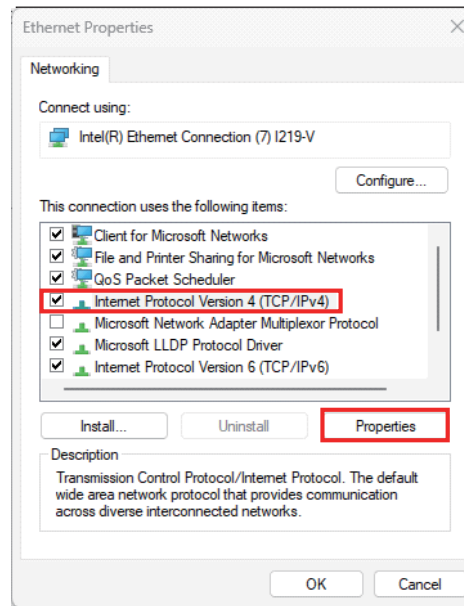 Ethernet Properties
Networking
Connect using:
Intel(R) Ethernet Connection (7) I219-V
Configure...
This connection uses the following items:
Client for Microsoft Networks
File and Printer Sharing for Microsoft Networks
QoS Packet Scheduler
Internet Protocol Version 4 (TCP/IPv4)
Microsoft Network Adapter Multiplexor Protocol
Microsoft LLDP Protocol Driver
Internet Protocol Version 6 (TCP/IPv6)
Install... Uninstall Properties
Description
Transmission Control Protocol/Internet Protocol. The default
wide area network protocol that provides communication
across diverse interconnected networks.
OK Cancel